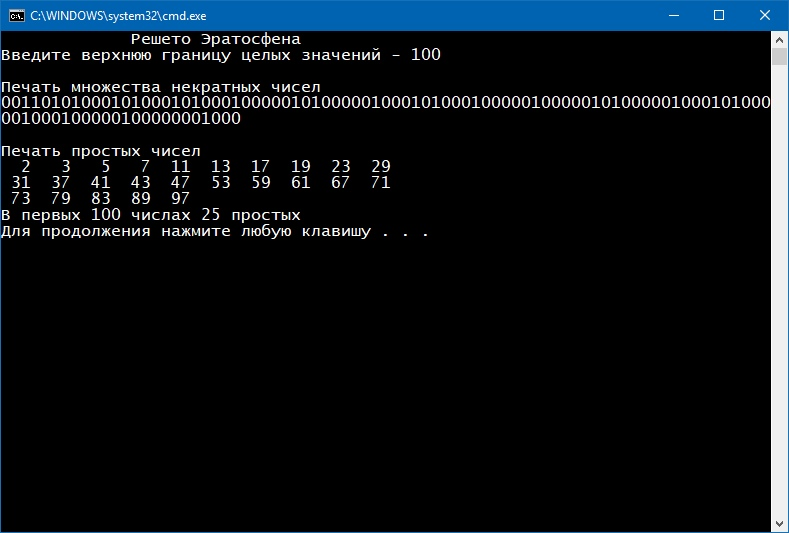 C:\WINDOWS\system32\cmd.exe
Решето Эратосфена
Введите верхнюю границу целых значений - 100
Печать множества некратных чисел
00110101000101000101000100000101000001000101000100000100000101000001000101000
001000100000100000001000
Печать простых чисел
2 3 5 7 11 13 17 19 23 29
31 37 41 43 47 53 59 61 67 71
73 79 83 89 97
В первых 100 числах 25 простых
Для продолжения нажмите любую клавишу . . .